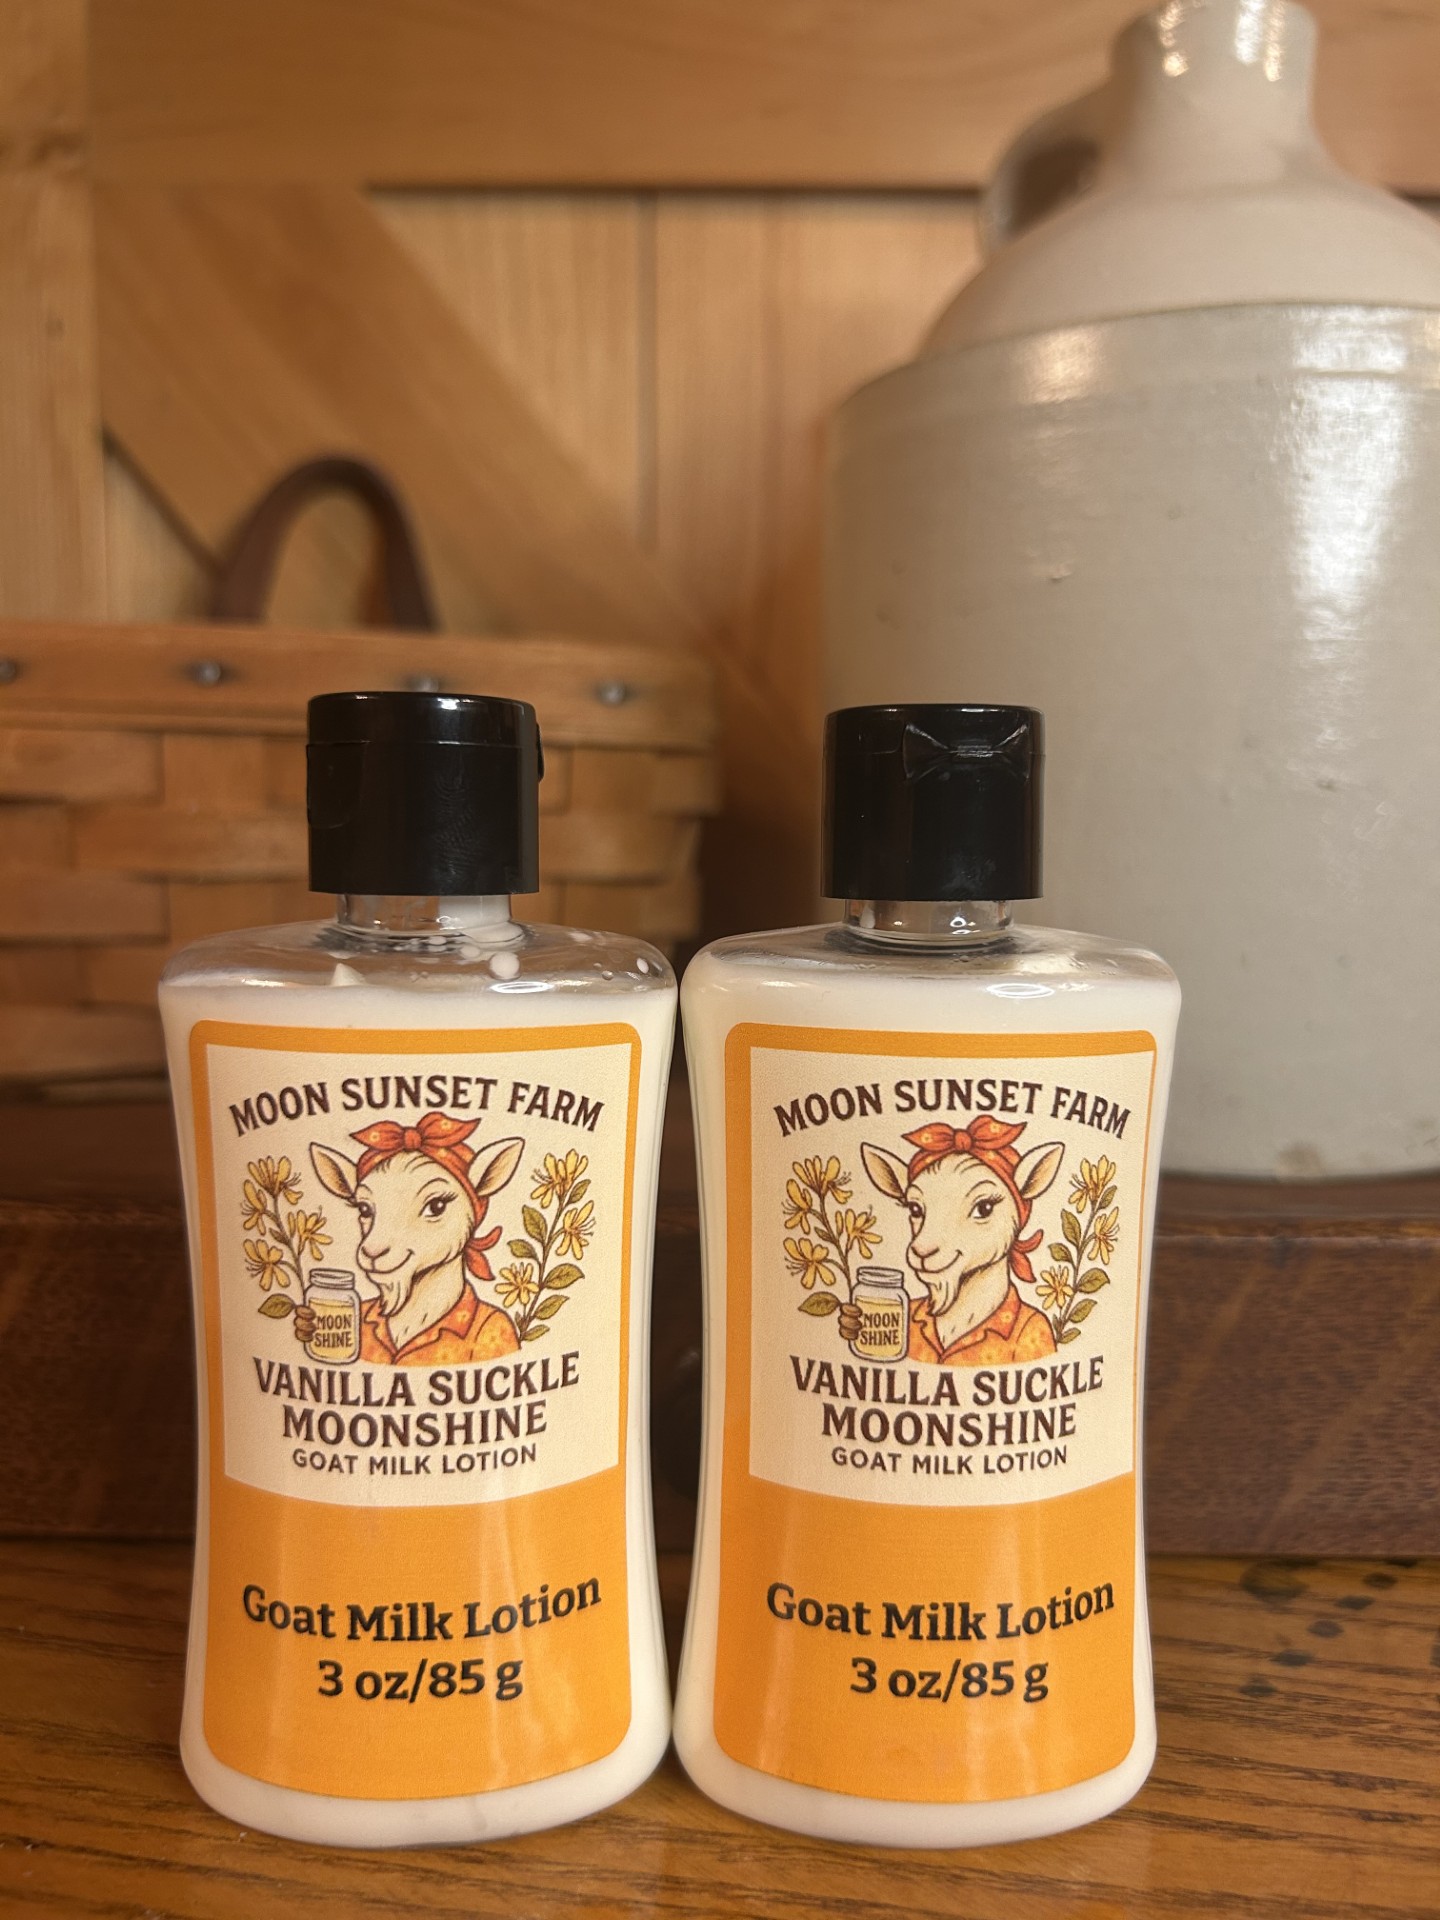 MOON SUNSET FARM
MOON
SHINE
VANILLA SUCKLE
MOONSHINE
GOAT MILK LOTION
Goat Milk Lotion
3 oz/85 g
MOON SUNSET FARM
MOON
SHINE
VANILLA SUCKLE
MOONSHINE
GOAT MILK LOTION
Goat Milk Lotion
3 oz/85 g